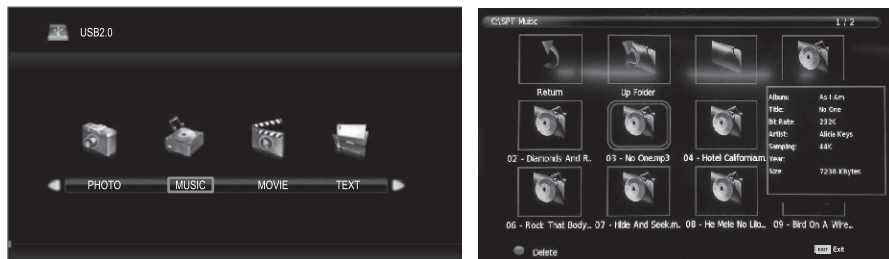 USB2.0
PHOTO MUSIC MOVIE TEXT
C:\SPT Muisc 1 / 2
Return Up Folder
Album: As I Am
Title: No One
Bit Rate: 232K
Artist: Alicia Keys
Sampling: 44K
Year:
Size: 7238 KBytes
02 - Diamonds And R.. 03 - No One.mp3 04 - Hotel California.m
06 - Rock That Body.. 07 - Hide And Seek.m.. 08 - He Mele No Lilo... 09 - Bird On A Wire...
Delete EXIT Exit